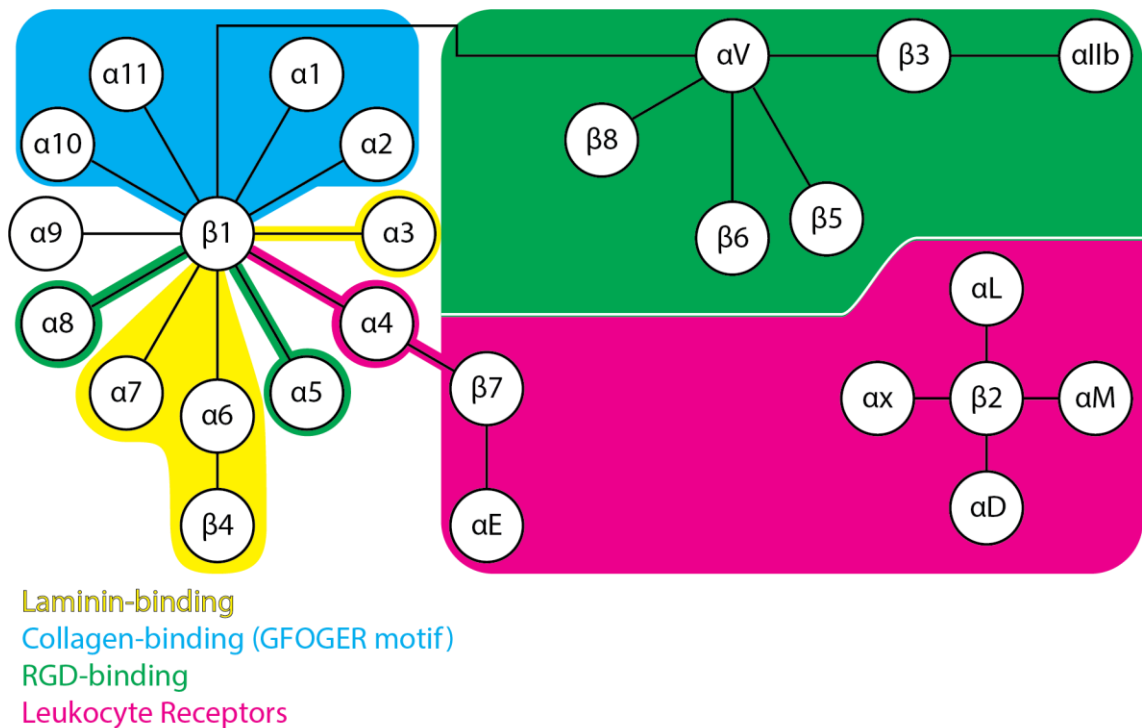 α11
α1
αV
β3
αIIb
α10
α2
β8
β6
β5
α9
β1
α3
αL
α8
α4
α7
α6
α5
β7
αx
β2
αM
β4
αE
αD
Laminin-binding
Collagen-binding (GFOGER motif)
RGD-binding
Leukocyte Receptors